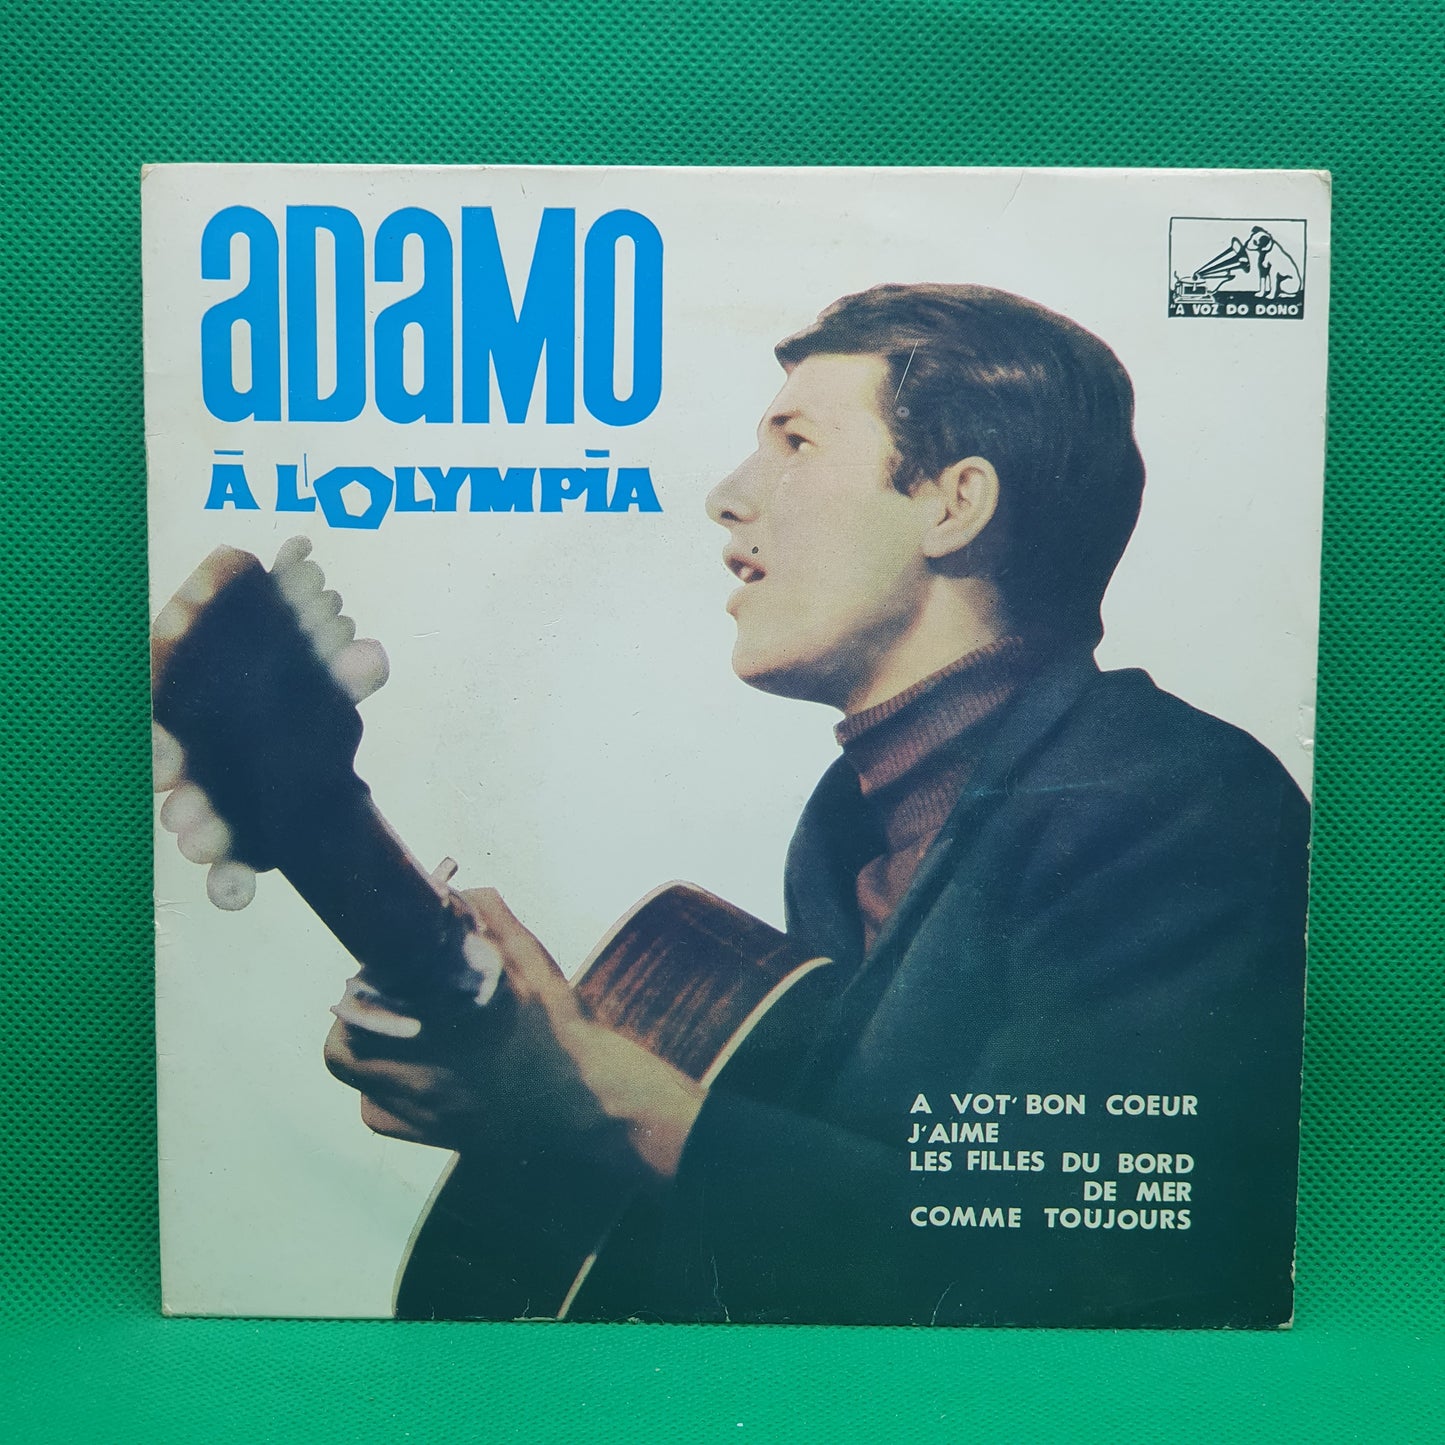 ADAMO
À L'OLYMPIA
"A VOZ DO DONO"
A VOT' BON COEUR
J'AIME
LES FILLES DU BORD
DE MER
COMME TOUJOURS